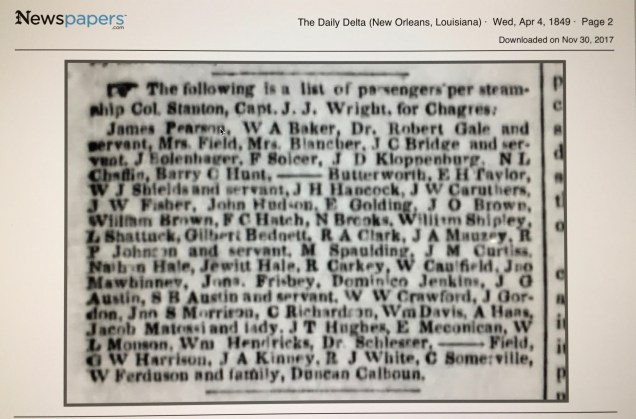 Newspapers™
.com
The Daily Delta (New Orleans, Louisiana) · Wed, Apr 4, 1849 · Page 2
Downloaded on Nov 30, 2017
The following is a list of passengers per steam-
ship Col. Stanton, Capt. J. J. Wright, for Chagres:
James Pearson, W A Baker, Dr. Robert Gale and
servant, Mrs. Field, Mrs. Blancher, J C Bridge and ser-
vant, J Bolenhager, F Soicer, J D Kloppenburg, N L
Chaffin, Barry C Hunt, —— Butterworth, E H Taylor,
W J Shields and servant, J H Hancock, J W Caruthers,
J W Fisher, John Hudson, E Golding, J O Brown,
William Brown, F C Hatch, N Brooks, William Shipley,
L Shattuck, Gilbert Bednett, R A Clark, J A Mauzey, R
P Johnson and servant, M Spaulding, J M Curtiss,
Nathan Hale, Jewitt Hale, R Carkey, W Caulfield, Jno
Mawbinney, Jona. Frisbey, Dominico Jenkins, J G
Austin, S B Austin and servant, W W Crawford, J Gor-
don, Jno S Morrison, C Richardson, Wm Davis, A Haas,
Jacob Matossi and lady, J T Hughes, E Meconican, W
L Monson, Wm Hendricks, Dr. Schlester, —— Field,
G W Harrison, J A Kinney, R J White, C Somerville,
W Ferduson and family, Duncan Calhoun.